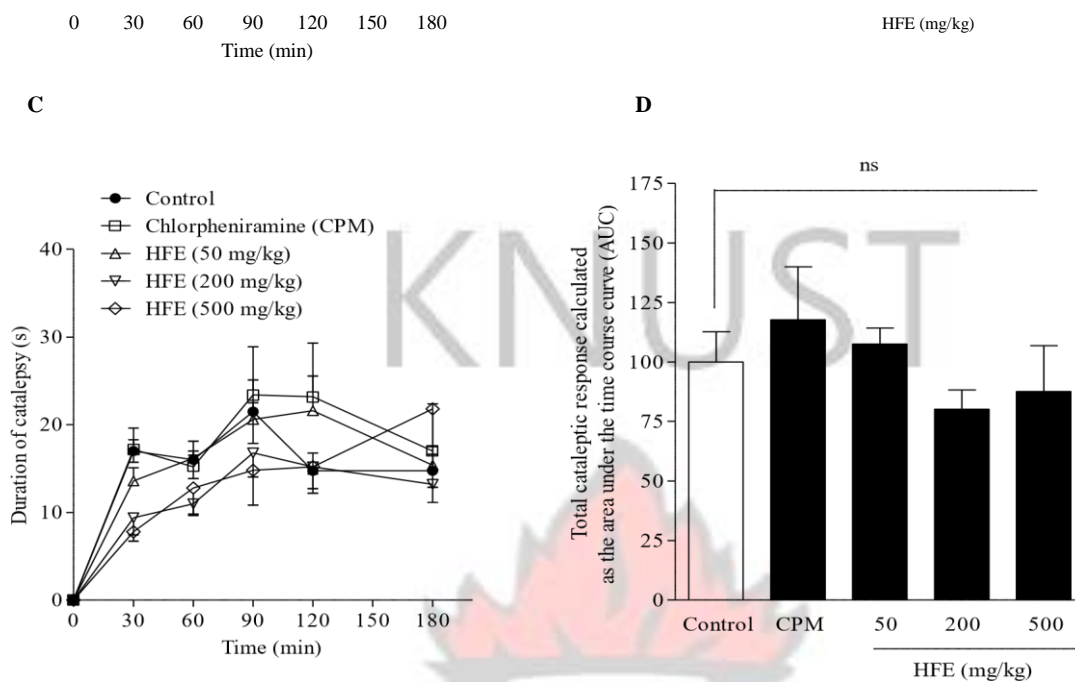 0 30 60 90 120 150 180
Time (min)
HFE (mg/kg)
C
D
Control
Chlorpheniramine (CPM)
HFE (50 mg/kg)
HFE (200 mg/kg)
HFE (500 mg/kg)
40
30
20
10
0
Duration of catalepsy (s)
0 30 60 90 120 150 180
Time (min)
ns
175
150
125
100
75
50
25
0
Total cataleptic response calculated
as the area under the time course curve (AUC)
Control CPM 50 200 500
HFE (mg/kg)
KNUST